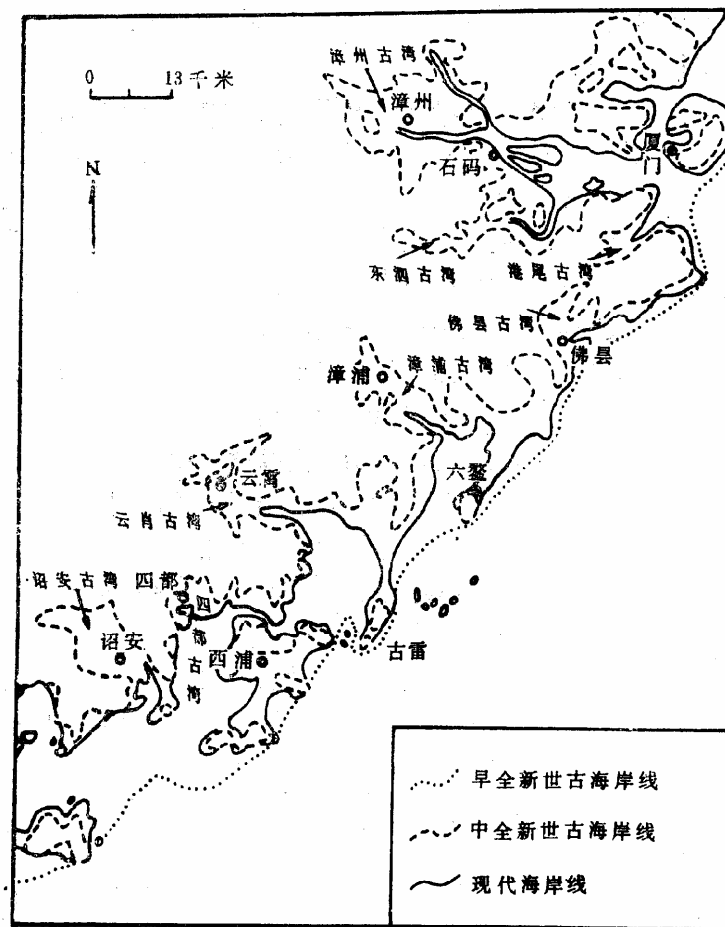 漳州古湾
0 13千米
漳州
厦门
石码
N
东泗古湾
港尾古湾
佛昙古湾
佛昙
漳浦
漳浦古湾
云霄
六鳌
云肖古湾
诏安古湾
四部
四部古湾
诏安
西浦
古雷
早全新世古海岸线
中全新世古海岸线
现代海岸线